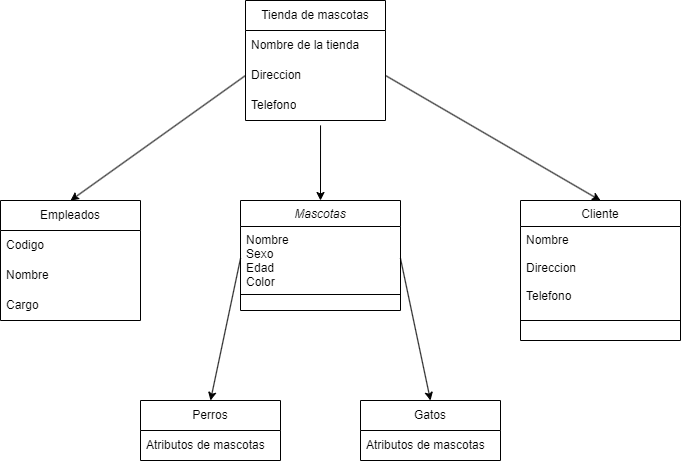 Tienda de mascotas
Nombre de la tienda
Direccion
Telefono
Empleados
Codigo
Nombre
Cargo
Mascotas
Nombre
Sexo
Edad
Color
Cliente
Nombre
Direccion
Telefono
Perros
Atributos de mascotas
Gatos
Atributos de mascotas